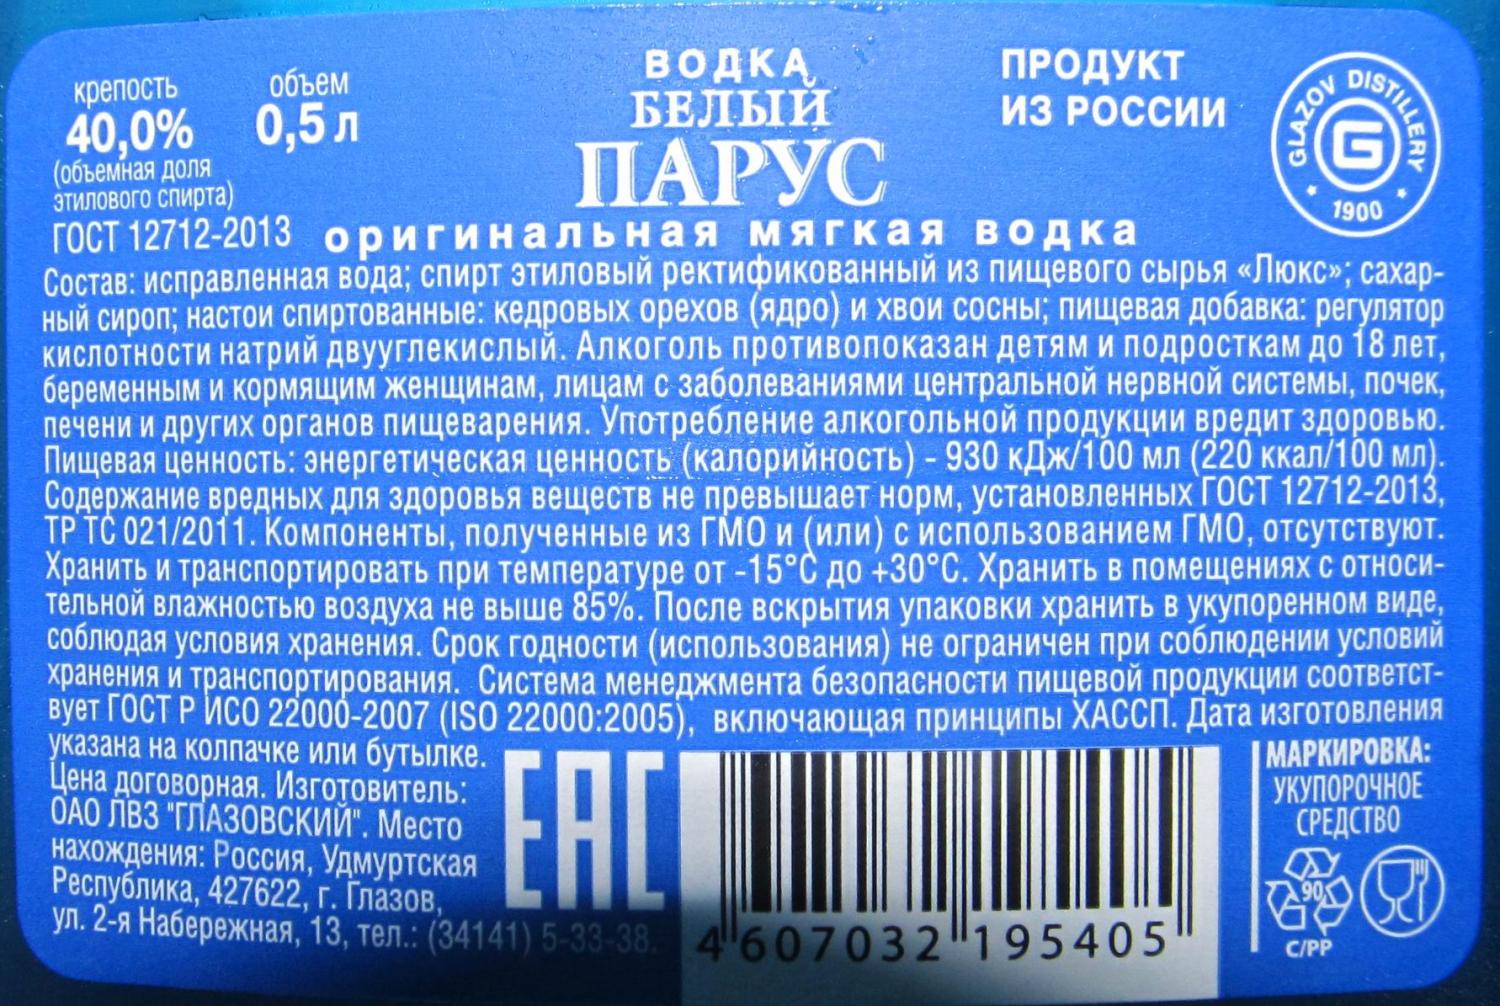 крепость
40,0%
(объемная доля
этилового спирта)
ГОСТ 12712-2013
объем
0,5 л
ВОДКА
БЕЛЫЙ
ПАРУС
оригинальная мягкая водка
ПРОДУКТ
ИЗ РОССИИ
GLAZOV DISTILLERY
G
1900
Состав: исправленная вода; спирт этиловый ректификованный из пищевого сырья «Люкс»; сахар-
ный сироп; настои спиртованные: кедровых орехов (ядро) и хвои сосны; пищевая добавка: регулятор
кислотности натрий двууглекислый. Алкоголь противопоказан детям и подросткам до 18 лет,
беременным и кормящим женщинам, лицам с заболеваниями центральной нервной системы, почек,
печени и других органов пищеварения. Употребление алкогольной продукции вредит здоровью.
Пищевая ценность: энергетическая ценность (калорийность) - 930 кДж/100 мл (220 ккал/100 мл).
Содержание вредных для здоровья веществ не превышает норм, установленных ГОСТ 12712-2013,
ТР ТС 021/2011. Компоненты, полученные из ГМО и (или) с использованием ГМО, отсутствуют.
Хранить и транспортировать при температуре от -15°С до +30°С. Хранить в помещениях с относи-
тельной влажностью воздуха не выше 85%. После вскрытия упаковки хранить в укупоренном виде,
соблюдая условия хранения. Срок годности (использования) не ограничен при соблюдении условий
хранения и транспортирования. Система менеджмента безопасности пищевой продукции соответст-
вует ГОСТ Р ИСО 22000-2007 (ISO 22000:2005), включающая принципы ХАССП. Дата изготовления
указана на колпачке или бутылке.
Цена договорная. Изготовитель:
ОАО ЛВЗ "ГЛАЗОВСКИЙ". Место
нахождения: Россия, Удмуртская
Республика, 427622, г. Глазов,
ул. 2-я Набережная, 13, тел.: (34141) 5-33-38.
EAC
4 607032 195405
МАРКИРОВКА:
УКУПОРОЧНОЕ
СРЕДСТВО
90
C/PP